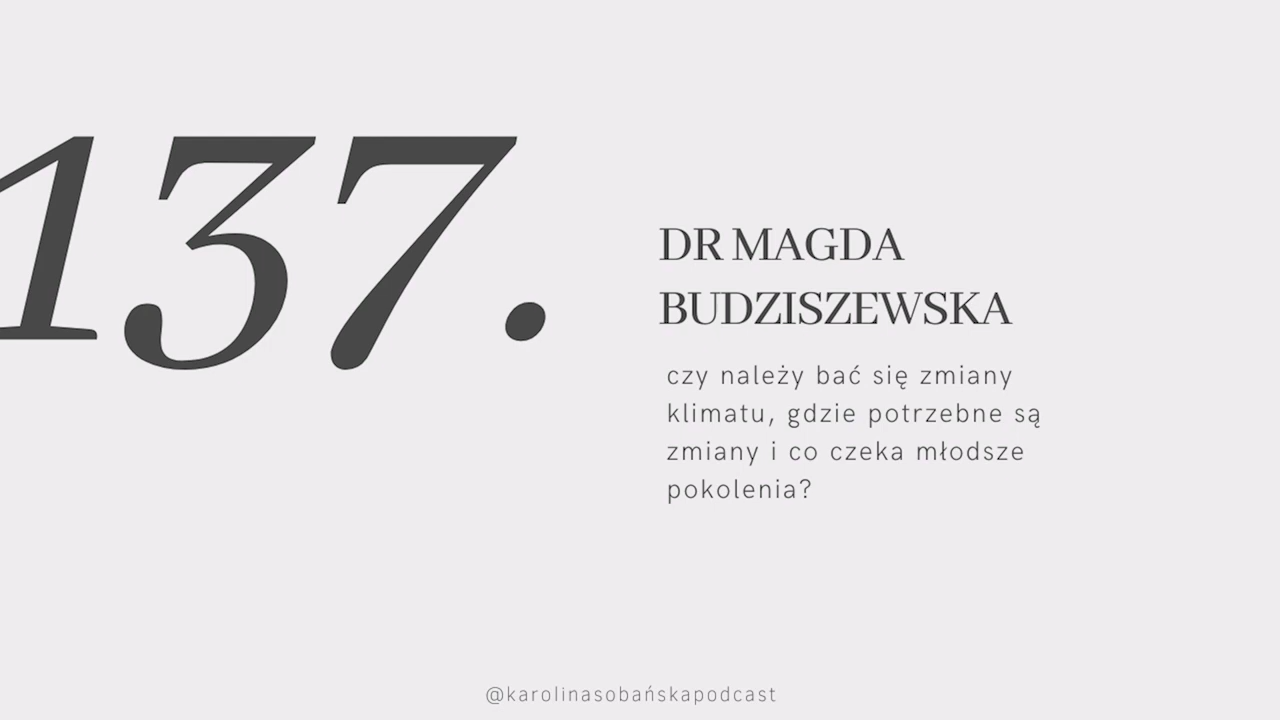 137.
DR MAGDA
BUDZISZEWSKA
czy należy bać się zmiany
klimatu, gdzie potrzebne są
zmiany i co czeka młodsze
pokolenia?
@karolinasobańskapodcast